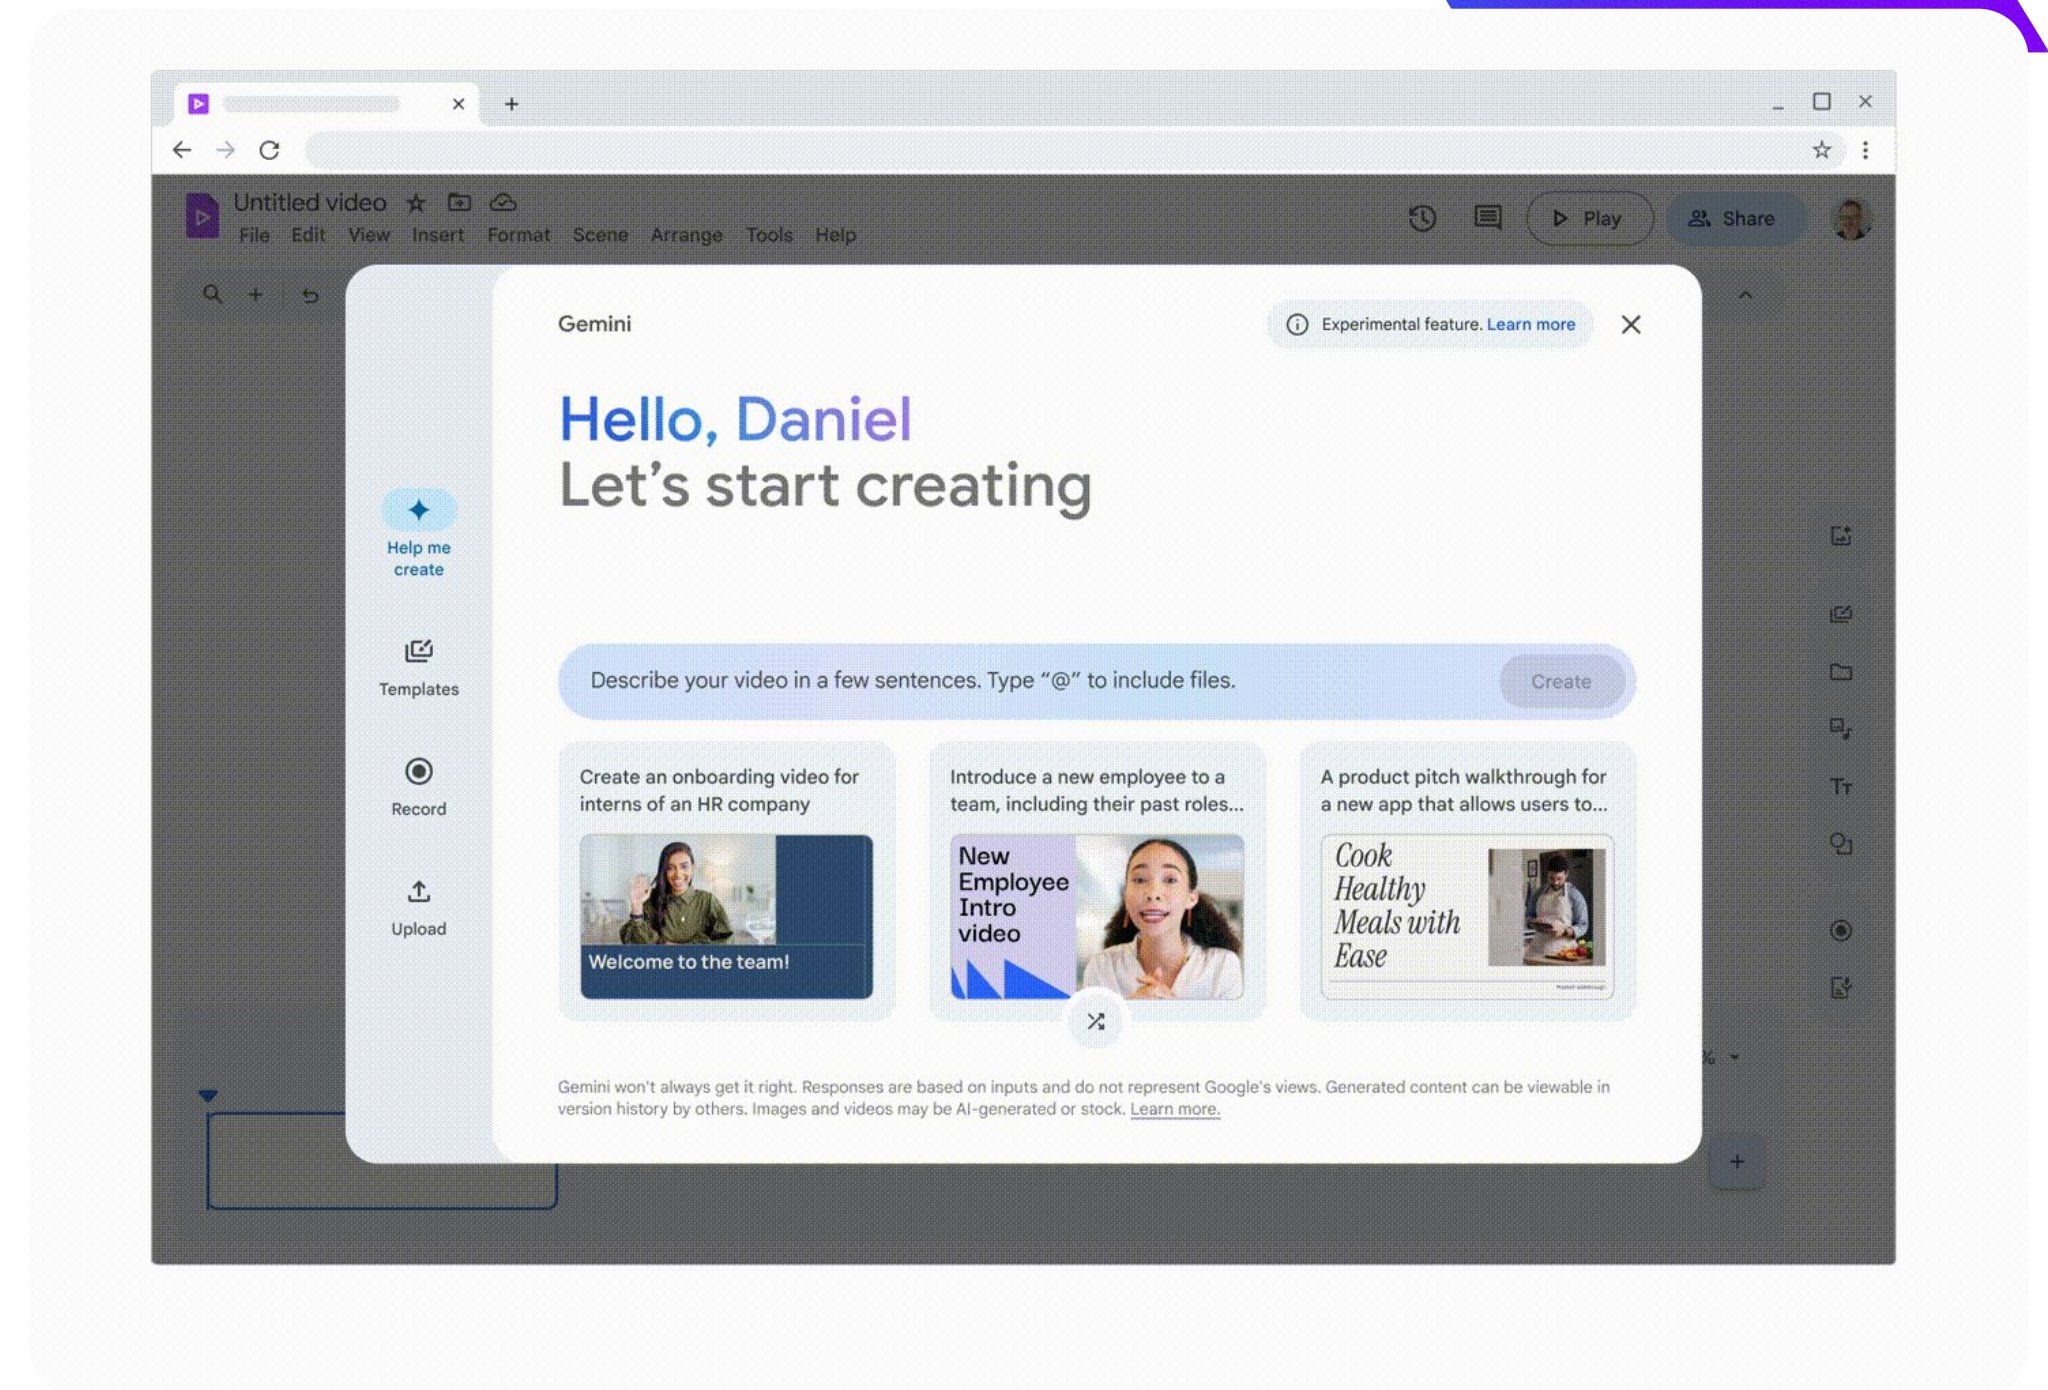 Untitled video
File Edit View Insert Format Scene Arrange Tools Help
Play
Share
Gemini
Experimental feature. Learn more
Hello, Daniel
Let's start creating
Help me
create
Templates
Record
Upload
Describe your video in a few sentences. Type “@” to include files.
Create
Create an onboarding video for
interns of an HR company
Welcome to the team!
Introduce a new employee to a
team, including their past roles...
New
Employee
Intro
video
A product pitch walkthrough for
a new app that allows users to...
Cook
Healthy
Meals with
Ease
%
Gemini won't always get it right. Responses are based on inputs and do not represent Google's views. Generated content can be viewable in
version history by others. Images and videos may be AI-generated or stock. Learn more.